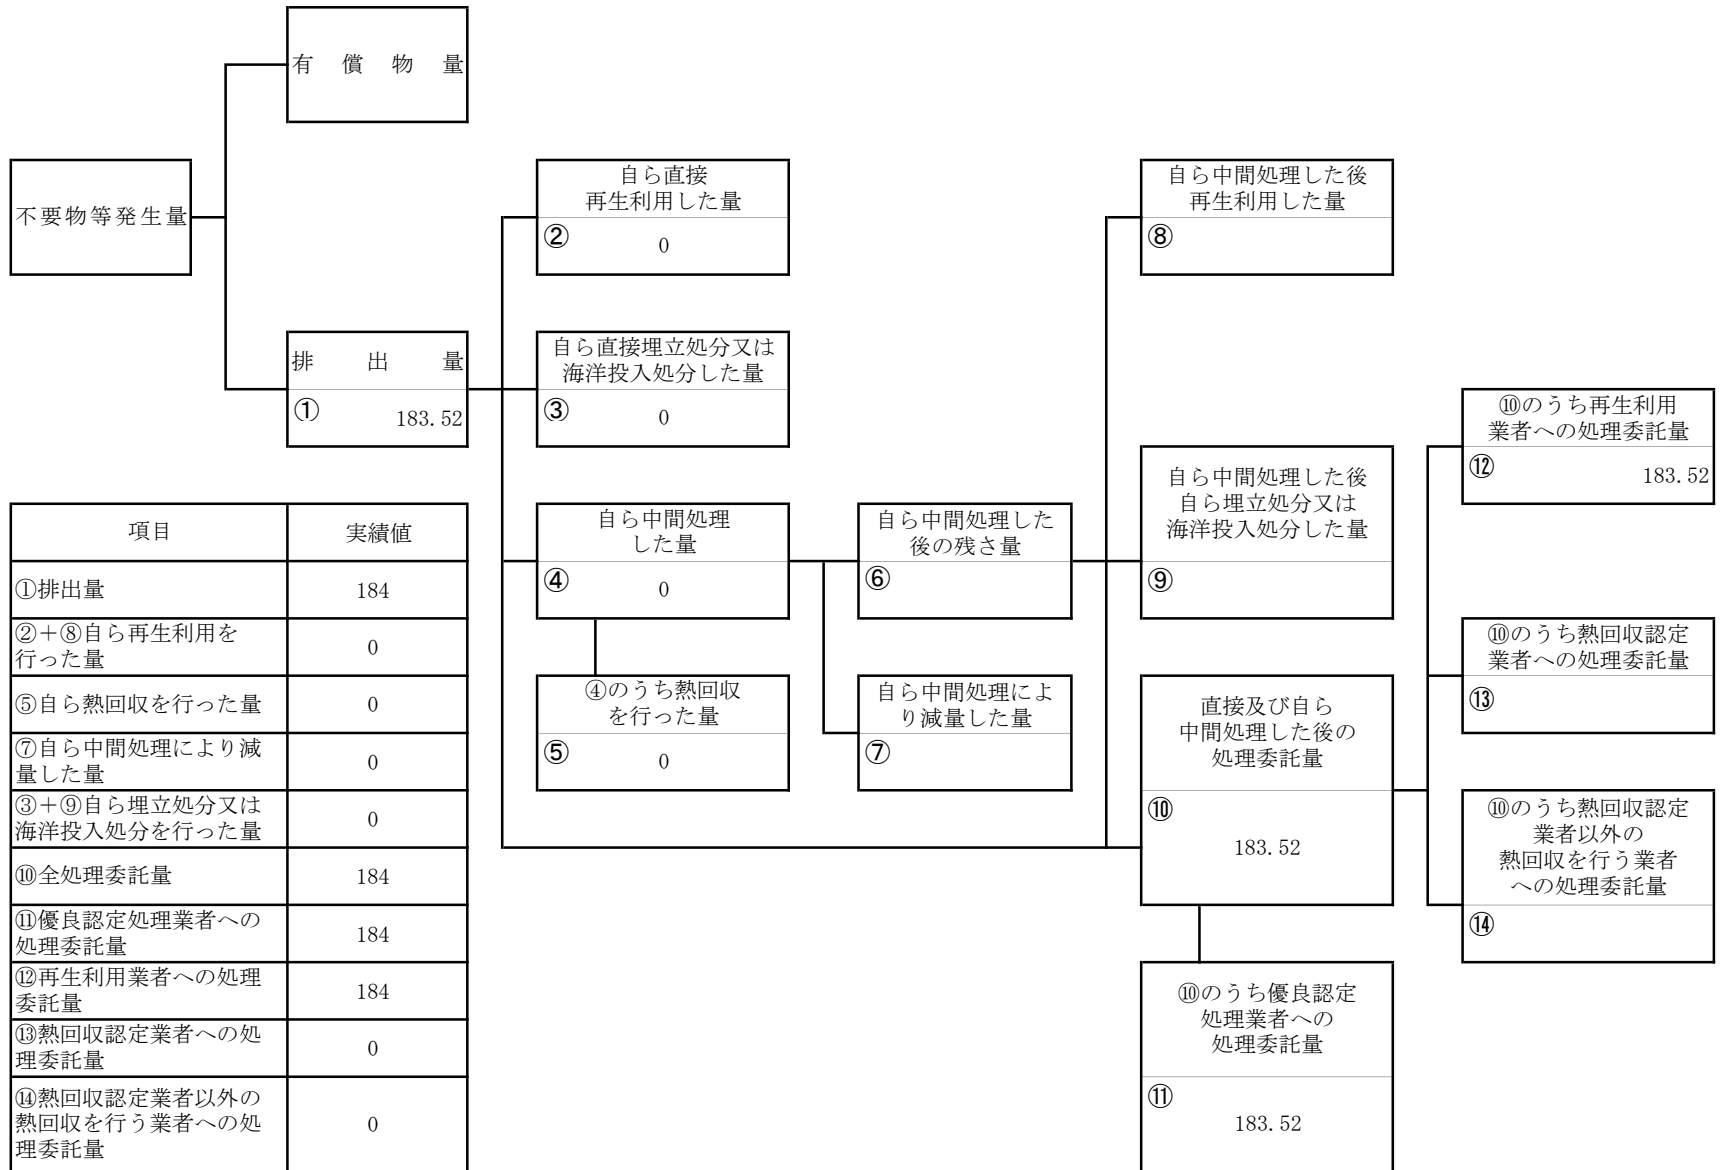 有償物量
不要物等発生量
自ら直接
再生利用した量
②
0
自ら中間処理した後
再生利用した量
⑧
排出量
①
183.52
自ら直接埋立処分又は
海洋投入処分した量
③
0
⑩のうち再生利用
業者への処理委託量
⑫
183.52
自ら中間処理
した量
④
0
自ら中間処理した
後の残さ量
⑥
自ら中間処理した後
自ら埋立処分又は
海洋投入処分した量
⑨
⑩のうち熱回収認定
業者への処理委託量
⑬
④のうち熱回収
を行った量
⑤
0
自ら中間処理によ
り減量した量
⑦
直接及び自ら
中間処理した後の
処理委託量
⑩
183.52
⑩のうち熱回収認定
業者以外の
熱回収を行う業者
への処理委託量
⑭
⑩のうち優良認定
処理業者への
処理委託量
⑪
183.52
項目 実績値
①排出量 184
②+⑧自ら再生利用を
行った量 0
⑤自ら熱回収を行った量 0
⑦自ら中間処理により減
量した量 0
③+⑨自ら埋立処分又は
海洋投入処分を行った量 0
⑩全処理委託量 184
⑪優良認定処理業者への
処理委託量 184
⑫再生利用業者への処理
委託量 184
⑬熱回収認定業者への処
理委託量 0
⑭熱回収認定業者以外の
熱回収を行う業者への処 0
理委託量